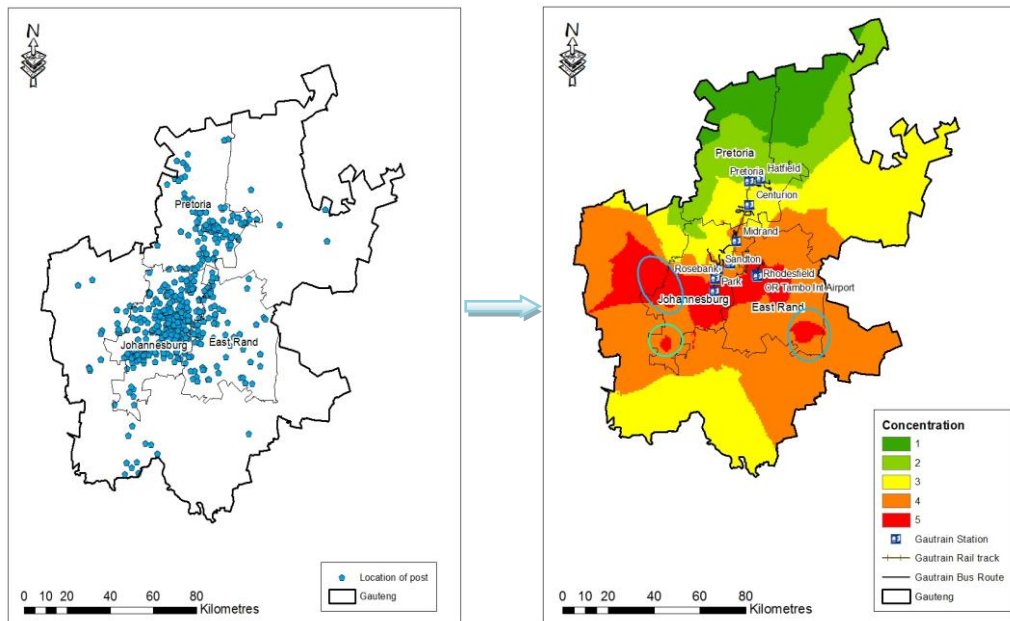 N
Pretoria
Johannesburg
East Rand
Location of post
Gauteng
0 20 40 60 80
Kilometres
N
Pretoria
Pretoria
Hatfield
Centurion
Midrand
Sandton
Rosebank
Park
Rhodesfield
OR Tambo Int Airport
Johannesburg
East Rand
Concentration
1
2
3
4
5
Gautrain Station
Gautrain Rail track
Gautrain Bus Route
Gauteng
0 20 40 60 80
Kilometres